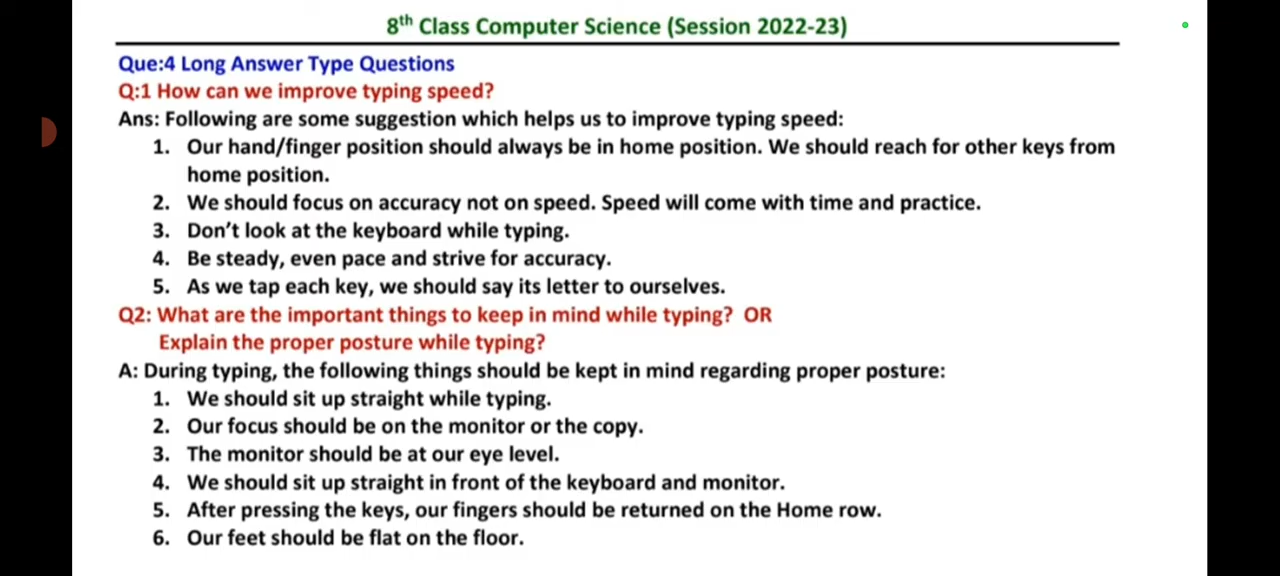 8th Class Computer Science (Session 2022-23)
Que:4 Long Answer Type Questions
Q:1 How can we improve typing speed?
Ans: Following are some suggestion which helps us to improve typing speed:
1. Our hand/finger position should always be in home position. We should reach for other keys from
home position.
2. We should focus on accuracy not on speed. Speed will come with time and practice.
3. Don't look at the keyboard while typing.
4. Be steady, even pace and strive for accuracy.
5. As we tap each key, we should say its letter to ourselves.
Q2: What are the important things to keep in mind while typing? OR
Explain the proper posture while typing?
A: During typing, the following things should be kept in mind regarding proper posture:
1. We should sit up straight while typing.
2. Our focus should be on the monitor or the copy.
3. The monitor should be at our eye level.
4. We should sit up straight in front of the keyboard and monitor.
5. After pressing the keys, our fingers should be returned on the Home row.
6. Our feet should be flat on the floor.